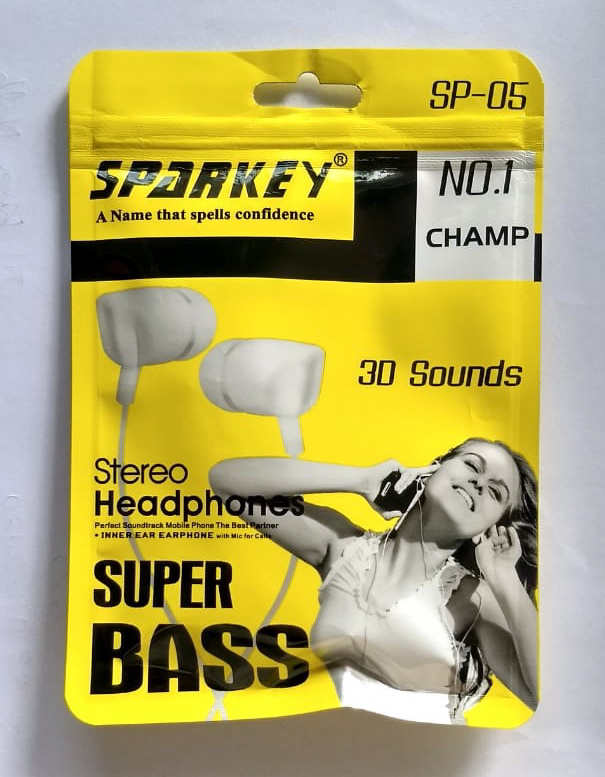 SP-05
SPARKEY®
A Name that spells confidence
NO.1
CHAMP
3D Sounds
Stereo
Headphones
Perfect Soundtrack Mobile Phone The Best Partner
• INNER EAR EARPHONE with Mic for Calls
SUPER
BASS